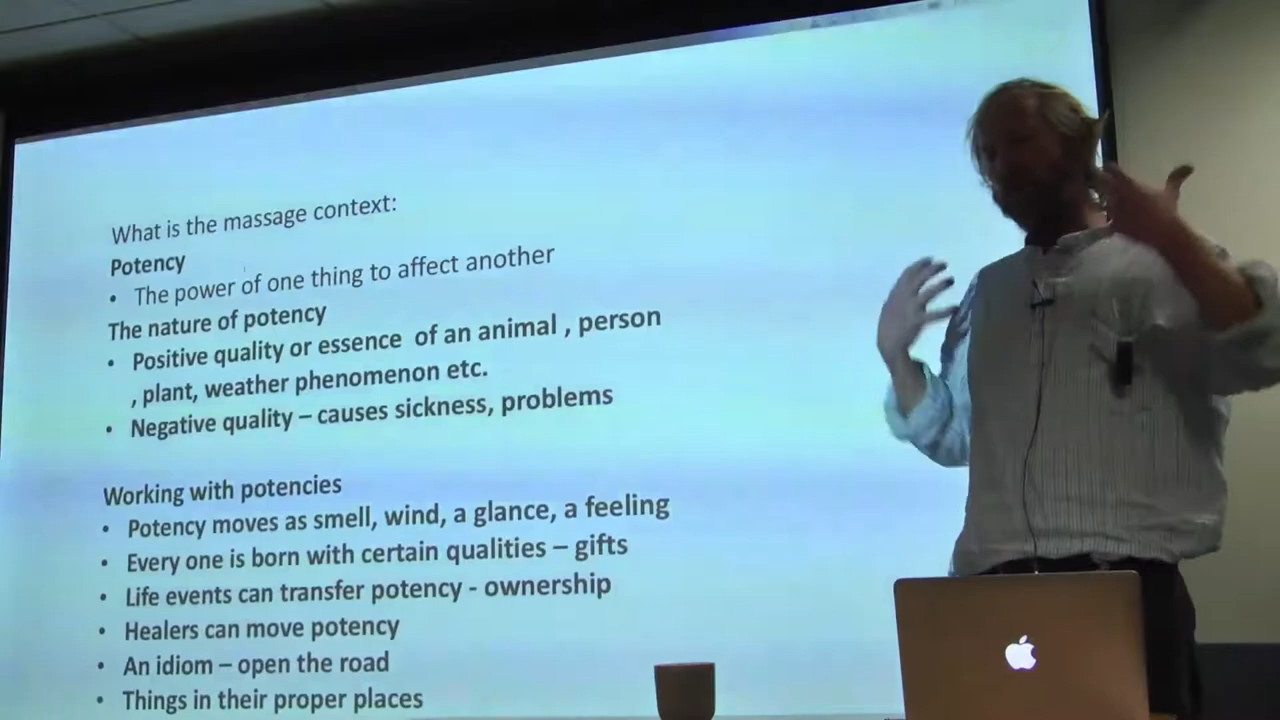 What is the massage context:
Potency
• The power of one thing to affect another
The nature of potency
• Positive quality or essence of an animal , person
, plant, weather phenomenon etc.
• Negative quality – causes sickness, problems
Working with potencies
• Potency moves as smell, wind, a glance, a feeling
• Every one is born with certain qualities – gifts
• Life events can transfer potency - ownership
• Healers can move potency
• An idiom – open the road
• Things in their proper places